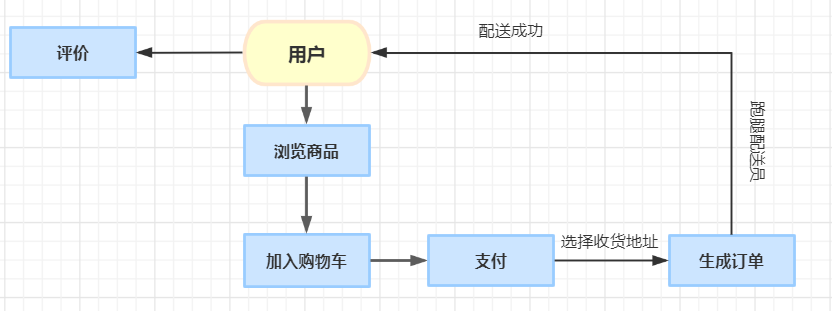 配送成功
评价
用户
跑腿配送员
浏览商品
选择收货地址
加入购物车
支付
生成订单